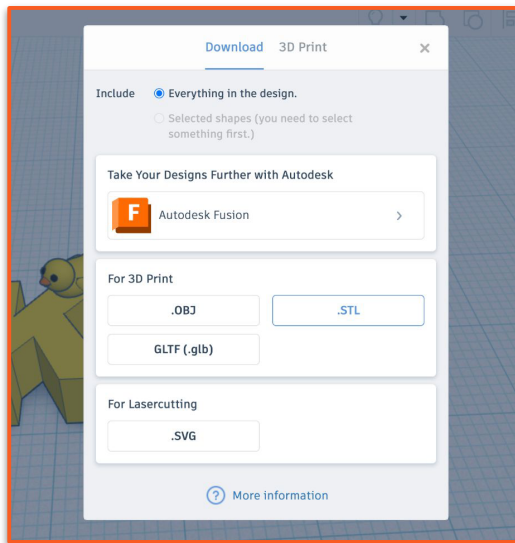 Download 3D Print ×
Include Everything in the design.
Selected shapes (you need to select
something first.)
Take Your Designs Further with Autodesk
F Autodesk Fusion >
For 3D Print
.OBJ .STL
GLTF (.glb)
For Lasercutting
.SVG
? More information